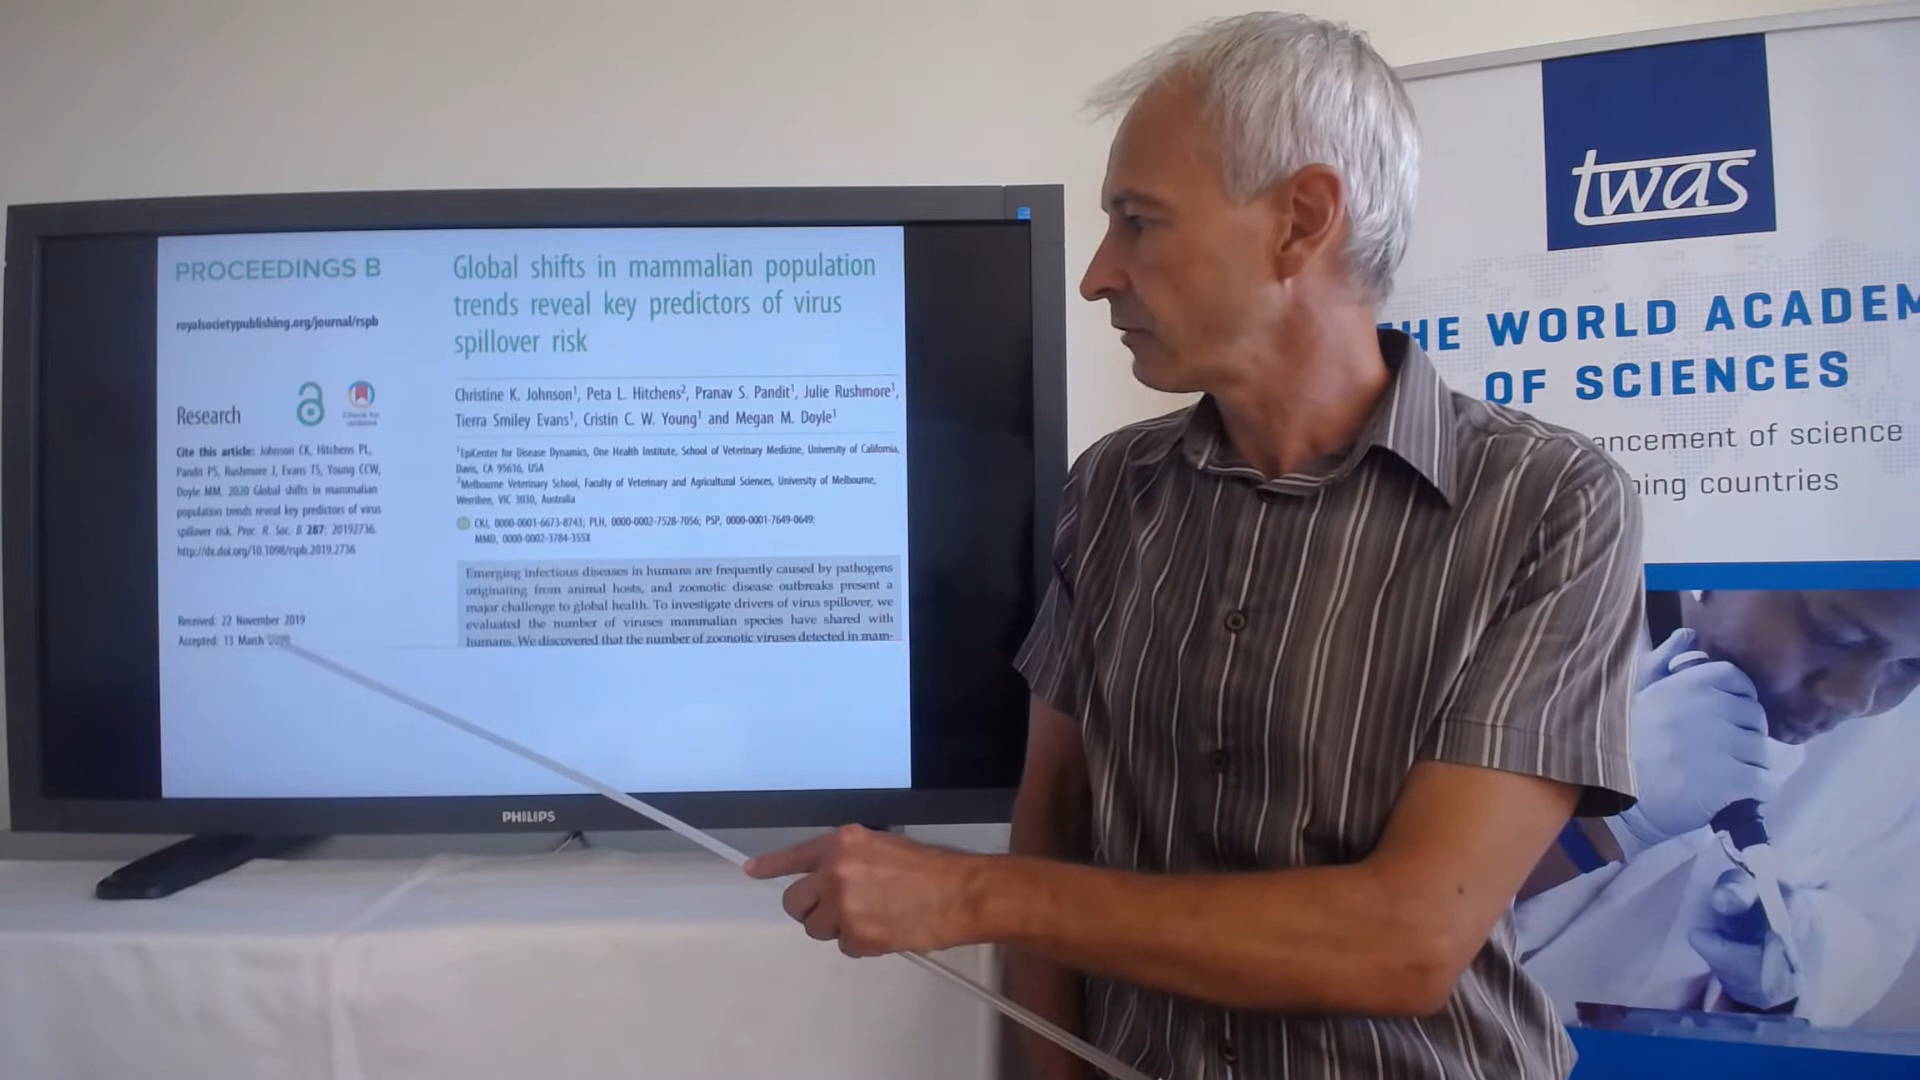 PROCEEDINGS B
royalsocietypublishing.org/journal/rspb
Research
Check for
updates
Cite this article: Johnson CK, Hitchens PL,
Pandit PS, Rushmore J, Evans TS, Young CCW,
Doyle MM. 2020 Global shifts in mammalian
population trends reveal key predictors of virus
spillover risk. Proc. R. Soc. B 287: 20192736.
http://dx.doi.org/10.1098/rspb.2019.2736
Received: 22 November 2019
Accepted: 13 March 2020
Global shifts in mammalian population
trends reveal key predictors of virus
spillover risk
Christine K. Johnson1, Peta L. Hitchens2, Pranav S. Pandit1, Julie Rushmore1,
Tierra Smiley Evans1, Cristin C. W. Young1 and Megan M. Doyle1
1EpiCenter for Disease Dynamics, One Health Institute, School of Veterinary Medicine, University of California,
Davis, CA 95616, USA
2Melbourne Veterinary School, Faculty of Veterinary and Agricultural Sciences, University of Melbourne,
Werribee, VIC 3030, Australia
CKJ, 0000-0001-6673-8743; PLH, 0000-0002-7528-7056; PSP, 0000-0001-7649-0649;
MMD, 0000-0002-3784-355X
Emerging infectious diseases in humans are frequently caused by pathogens
originating from animal hosts, and zoonotic disease outbreaks present a
major challenge to global health. To investigate drivers of virus spillover, we
evaluated the number of viruses mammalian species have shared with
humans. We discovered that the number of zoonotic viruses detected in mam-
PHILIPS
twas
HE WORLD ACADEM
OF SCIENCES
ancement of science
ping countries